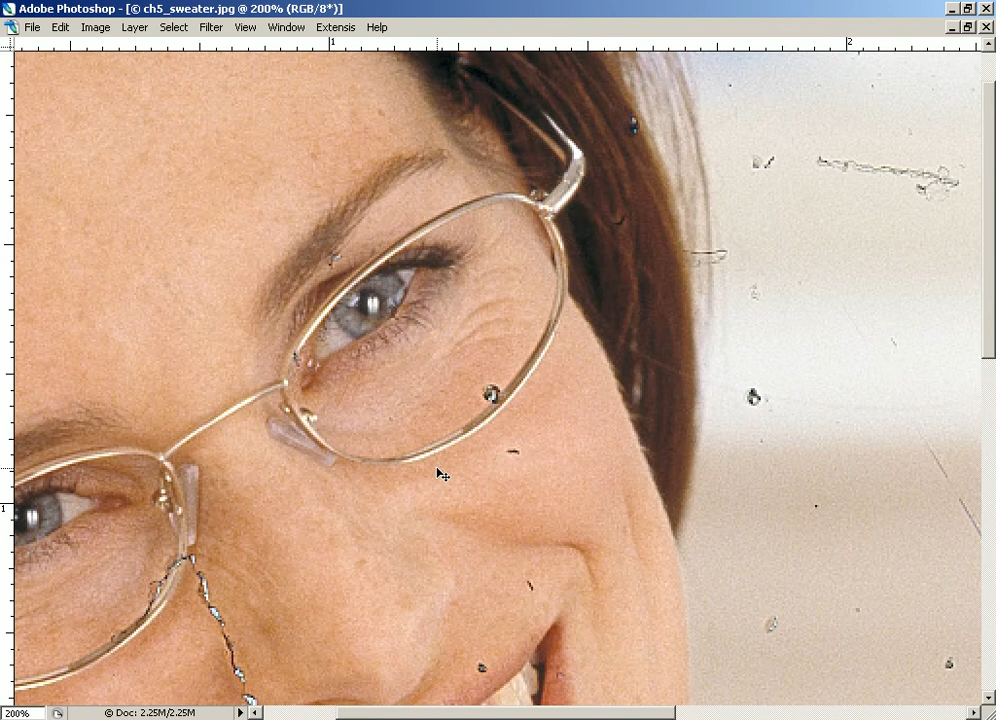 Adobe Photoshop - [© ch5_sweater.jpg @ 200% (RGB/8*)]
File Edit Image Layer Select Filter View Window Extensis Help
1 2
1
200% © Doc: 2.25M/2.25M